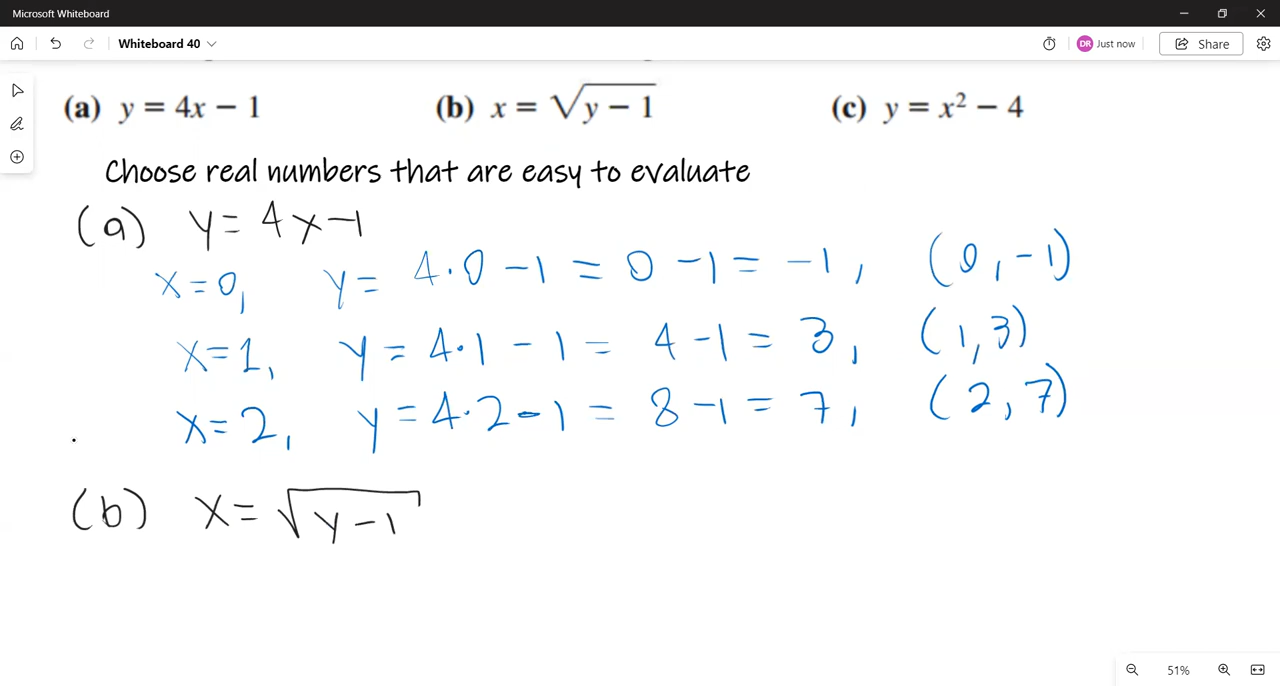 Microsoft Whiteboard
Whiteboard 40
DR Just now Share
(a) y = 4x − 1 (b) x = √(y − 1) (c) y = x² − 4
Choose real numbers that are easy to evaluate
(a) y = 4x − 1
x = 0, y = 4·0 − 1 = 0 − 1 = −1, (0, −1)
x = 1, y = 4·1 − 1 = 4 − 1 = 3, (1, 3)
x = 2, y = 4·2 − 1 = 8 − 1 = 7, (2, 7)
(b) x = √(y − 1)
51%